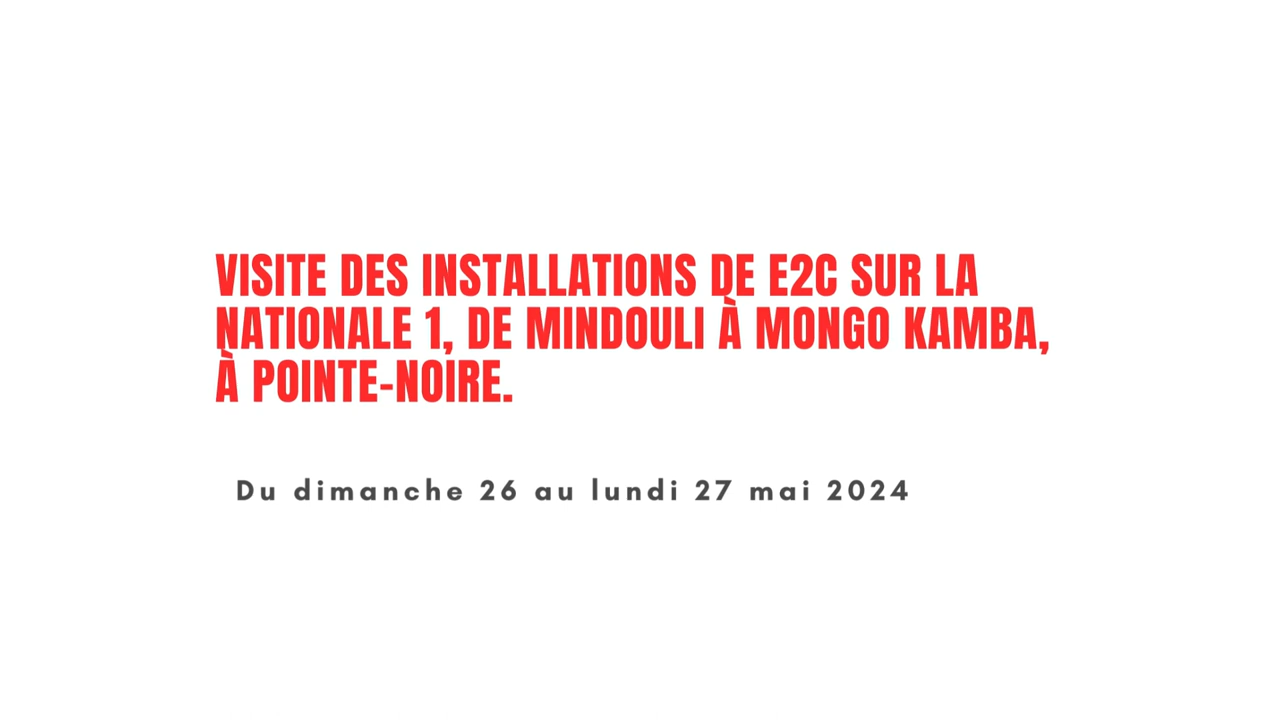 VISITE DES INSTALLATIONS DE E2C SUR LA
NATIONALE 1, DE MINDOULI À MONGO KAMBA,
À POINTE-NOIRE.
Du dimanche 26 au lundi 27 mai 2024